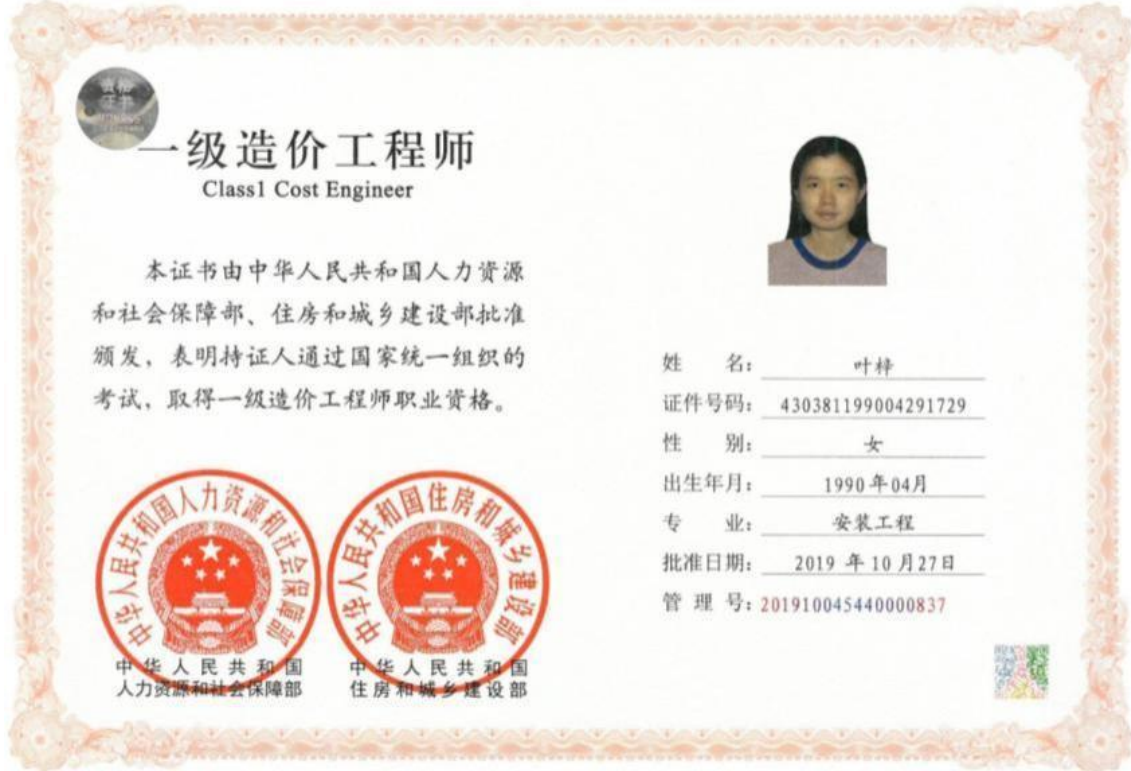 一级造价工程师
Class1 Cost Engineer
本证书由中华人民共和国人力资源
和社会保障部、住房和城乡建设部批准
颁发，表明持证人通过国家统一组织的
考试，取得一级造价工程师职业资格。
中华人民共和国人力资源和社会保障部
中华人民共和国
人力资源和社会保障部
中华人民共和国住房和城乡建设部
中华人民共和国
住房和城乡建设部
姓 名：叶梓
证件号码：430381199004291729
性 别：女
出生年月：1990年04月
专 业：安装工程
批准日期：2019 年 10 月27日
管 理 号：201910045440000837